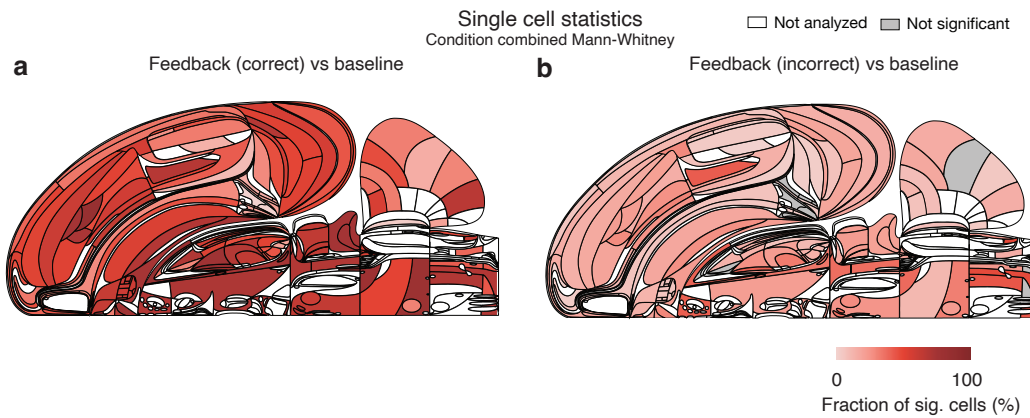 Single cell statistics
Condition combined Mann-Whitney
Not analyzed
Not significant
a
Feedback (correct) vs baseline
b
Feedback (incorrect) vs baseline
0
100
Fraction of sig. cells (%)